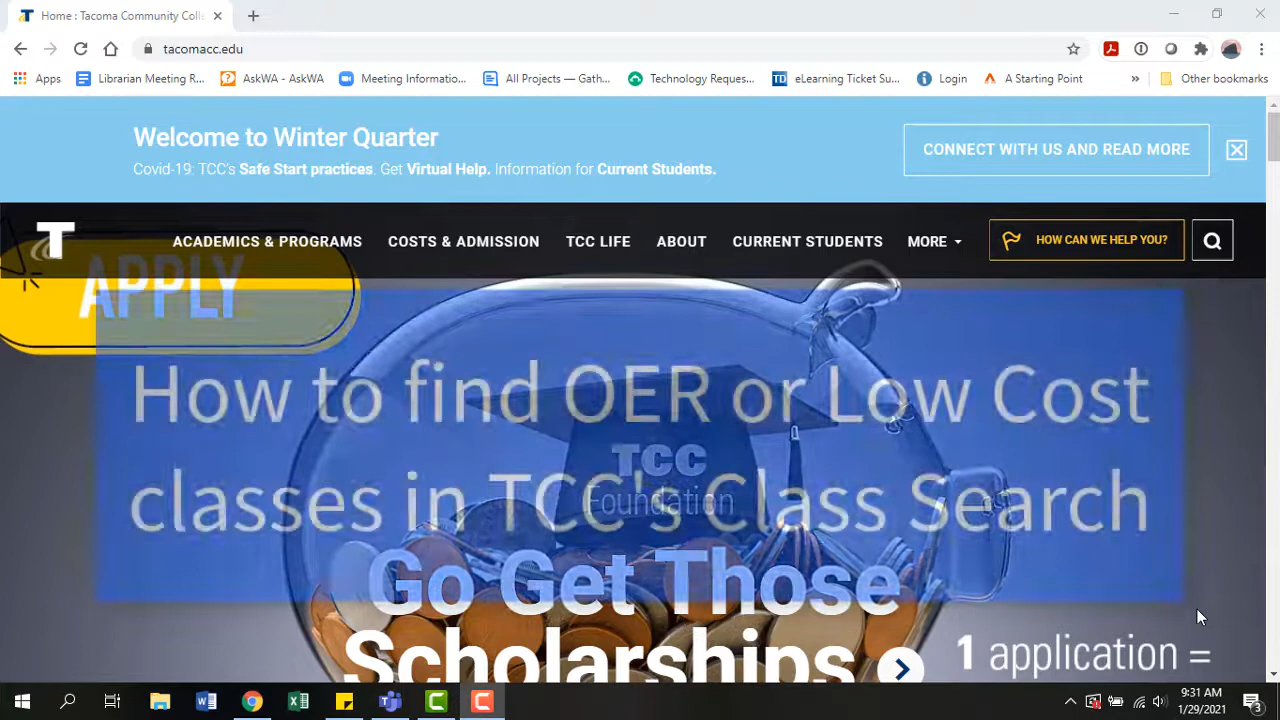 Home : Tacoma Community Coll
tacomacc.edu
Apps
Librarian Meeting R...
AskWA - AskWA
Meeting Informatio...
All Projects — Gath...
Technology Reques...
TD
eLearning Ticket Su...
Login
A Starting Point
»
Other bookmarks
Welcome to Winter Quarter
Covid-19: TCC's Safe Start practices. Get Virtual Help. Information for Current Students.
CONNECT WITH US AND READ MORE
T
ACADEMICS & PROGRAMS
COSTS & ADMISSION
TCC LIFE
ABOUT
CURRENT STUDENTS
MORE
HOW CAN WE HELP YOU?
APPLY
How to find OER or Low Cost
classes in TCC's Class Search
TCC
Foundation
Go Get Those
Scholarships
1 application =
9:31 AM
1/29/2021
3